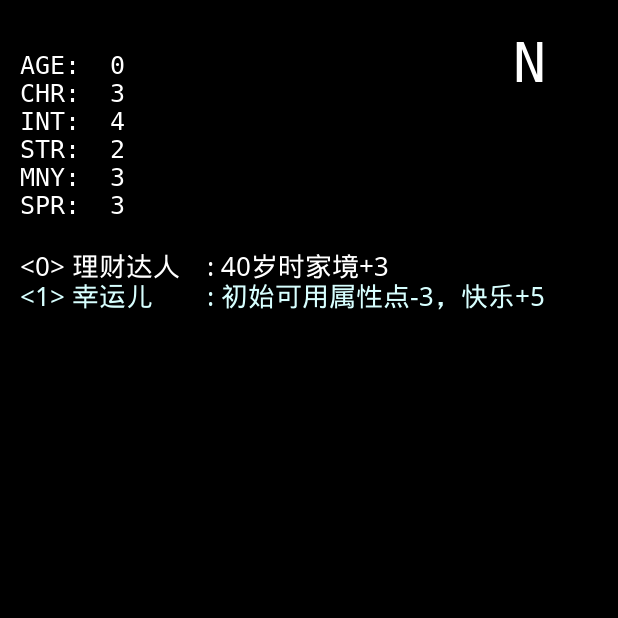 N
AGE: 0
CHR: 3
INT: 4
STR: 2
MNY: 3
SPR: 3
<0> 理财达人 : 40岁时家境+3
<1> 幸运儿 : 初始可用属性点-3，快乐+5